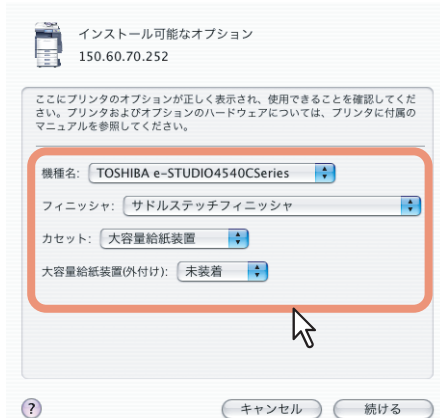 インストール可能なオプション
150.60.70.252
ここにプリンタのオプションが正しく表示され、使用できることを確認してくだ
さい。プリンタおよびオプションのハードウェアについては、プリンタに付属の
マニュアルを参照してください。
機種名: TOSHIBA e-STUDIO4540CSeries
フィニッシャ: サドルステッチフィニッシャ
カセット: 大容量給紙装置
大容量給紙装置(外付け): 未装着
? キャンセル 続ける